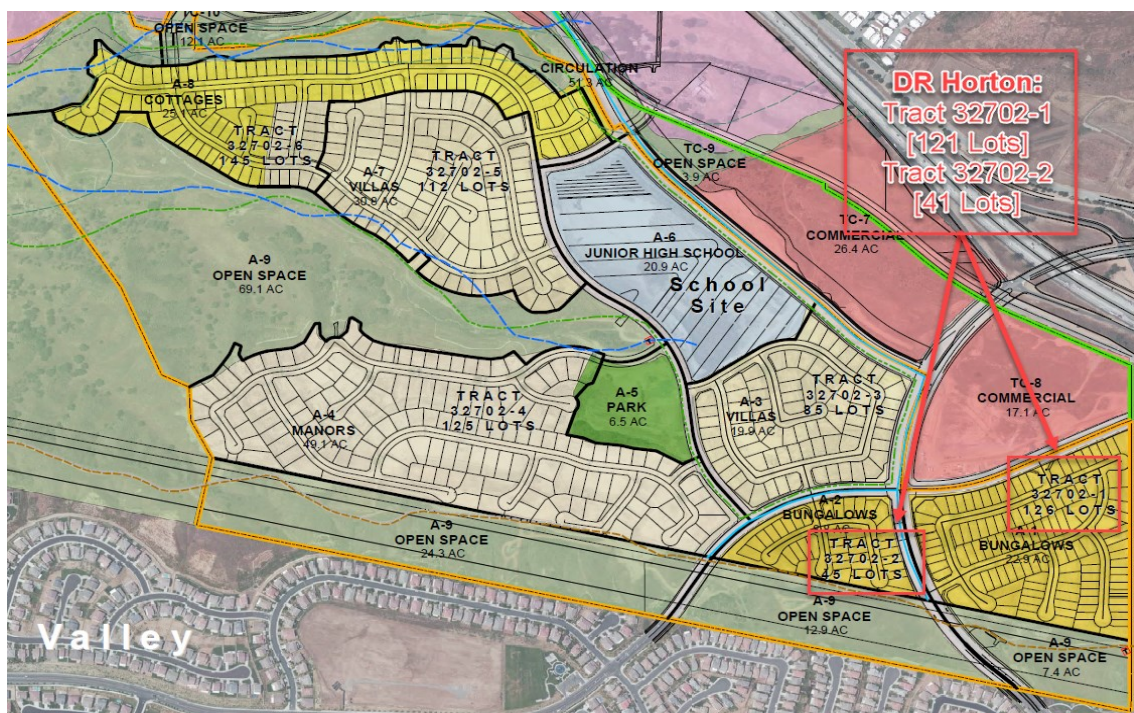 TC-10
OPEN SPACE
12.1 AC
A-8
COTTAGES
25.1 AC
TRACT
32702-6
145 LOTS
A-7
VILLAS
TRACT
32702-5
112 LOTS
CIRCULATION
51.3 AC
DR Horton:
Tract 32702-1
[121 Lots]
Tract 32702-2
[41 Lots]
TC-9
OPEN SPACE
3.9 AC
TC-7
COMMERCIAL
26.4 AC
A-6
JUNIOR HIGH SCHOOL
20.9 AC
School
Site
A-9
OPEN SPACE
69.1 AC
A-4
MANORS
49.1 AC
TRACT
32702-4
125 LOTS
A-5
PARK
6.5 AC
A-3
VILLAS
19.9 AC
TRACT
32702-3
85 LOTS
TC-8
COMMERCIAL
17.1 AC
A-2
BUNGALOWS
TRACT
32702-2
45 LOTS
TRACT
32702-1
126 LOTS
BUNGALOWS
22.9 AC
A-9
OPEN SPACE
24.3 AC
A-9
OPEN SPACE
12.9 AC
A-9
OPEN SPACE
7.4 AC
Valley